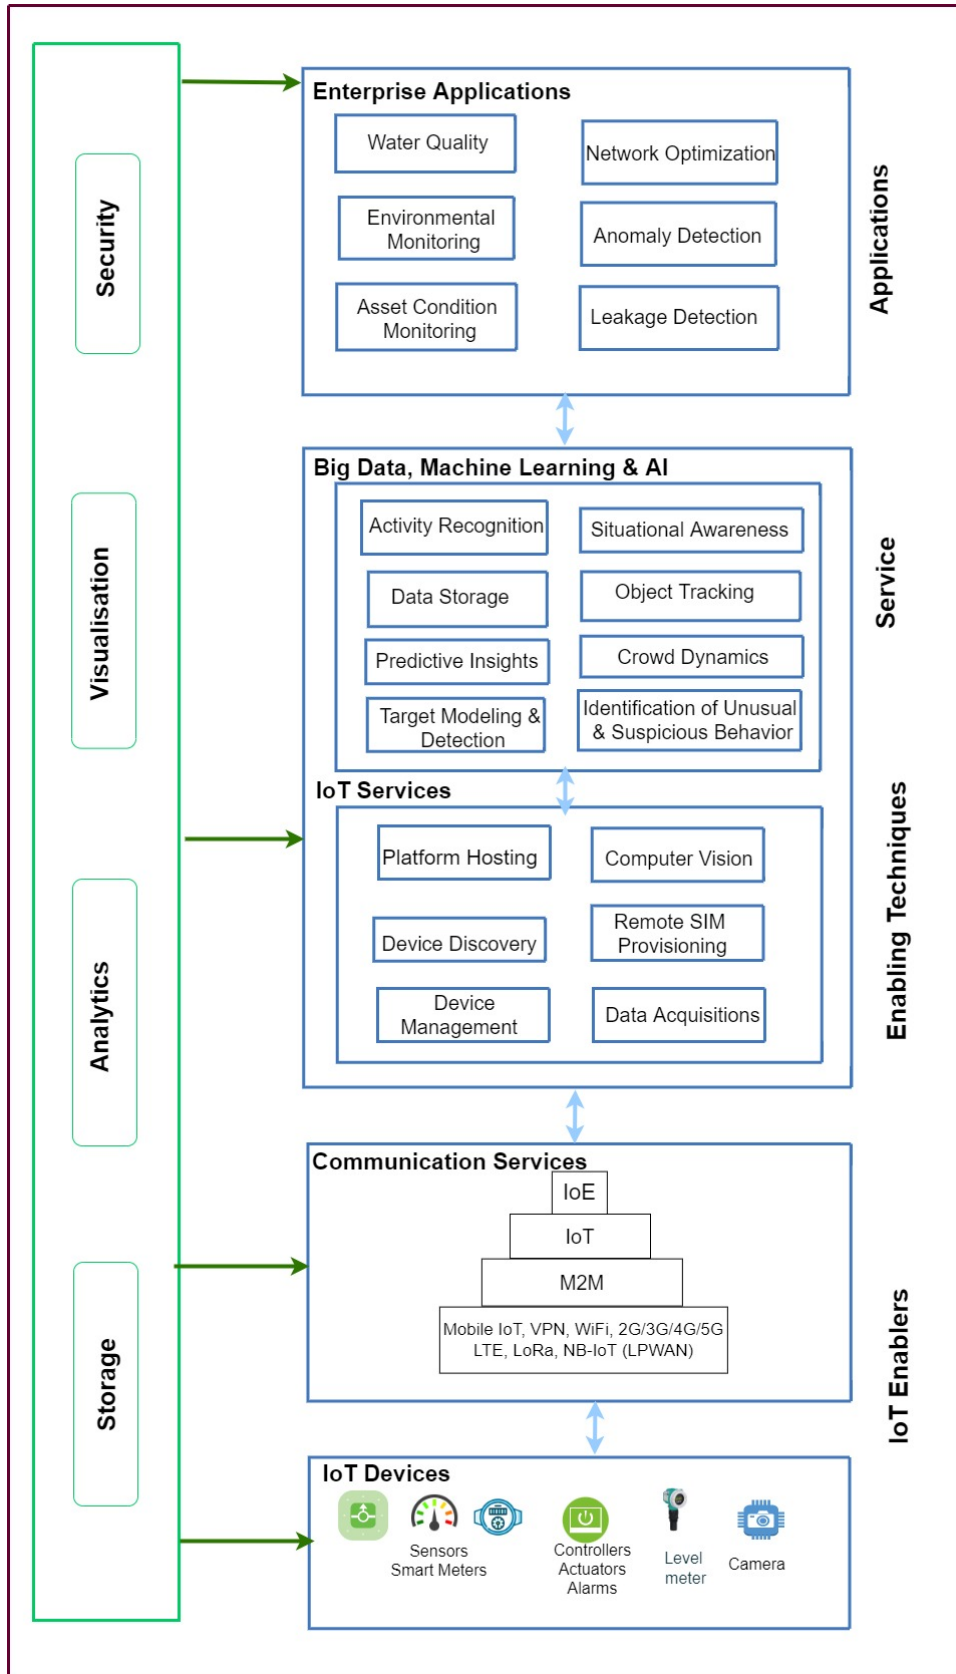 Security
Visualisation
Analytics
Storage
Enterprise Applications
Water Quality
Network Optimization
Environmental
Monitoring
Anomaly Detection
Asset Condition
Monitoring
Leakage Detection
Applications
Big Data, Machine Learning & AI
Activity Recognition
Situational Awareness
Data Storage
Object Tracking
Predictive Insights
Crowd Dynamics
Target Modeling &
Detection
Identification of Unusual
& Suspicious Behavior
Service
IoT Services
Platform Hosting
Computer Vision
Device Discovery
Remote SIM
Provisioning
Device
Management
Data Acquisitions
Enabling Techniques
Communication Services
IoE
IoT
M2M
Mobile IoT, VPN, WiFi, 2G/3G/4G/5G
LTE, LoRa, NB-IoT (LPWAN)
IoT Enablers
IoT Devices
Sensors
Smart Meters
Controllers
Actuators
Alarms
Level
meter
Camera